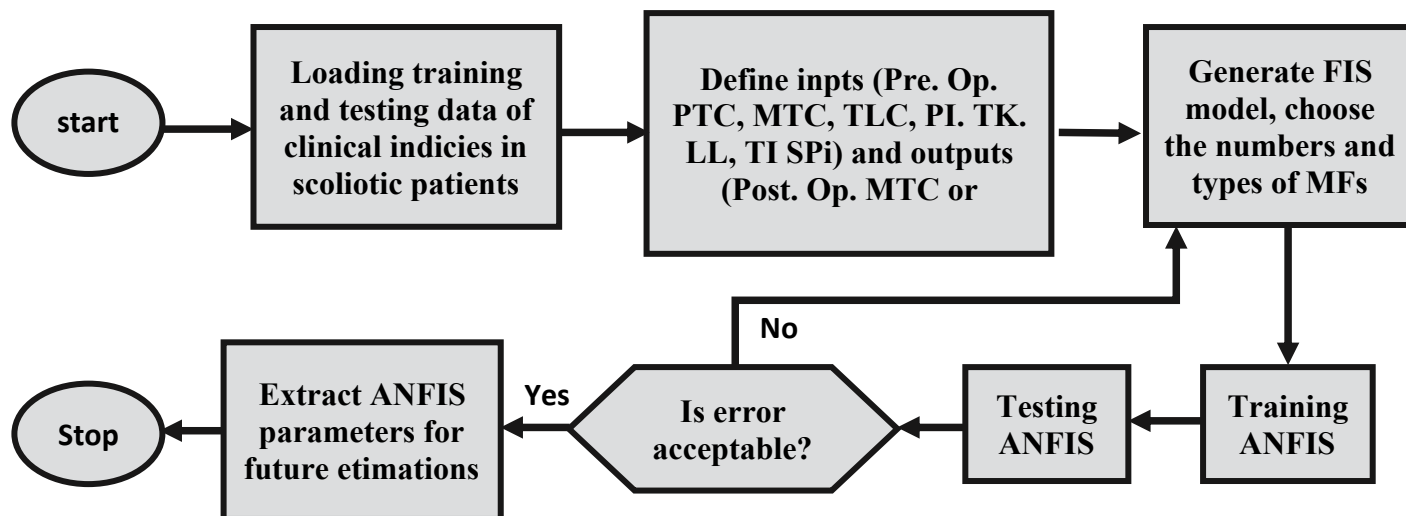 start
Loading training
and testing data of
clinical indicies in
scoliotic patients
Define inpts (Pre. Op.
PTC, MTC, TLC, PI. TK.
LL, TI SPi) and outputs
(Post. Op. MTC or
Generate FIS
model, choose
the numbers and
types of MFs
Training
ANFIS
Testing
ANFIS
Is error
acceptable?
No
Yes
Extract ANFIS
parameters for
future etimations
Stop